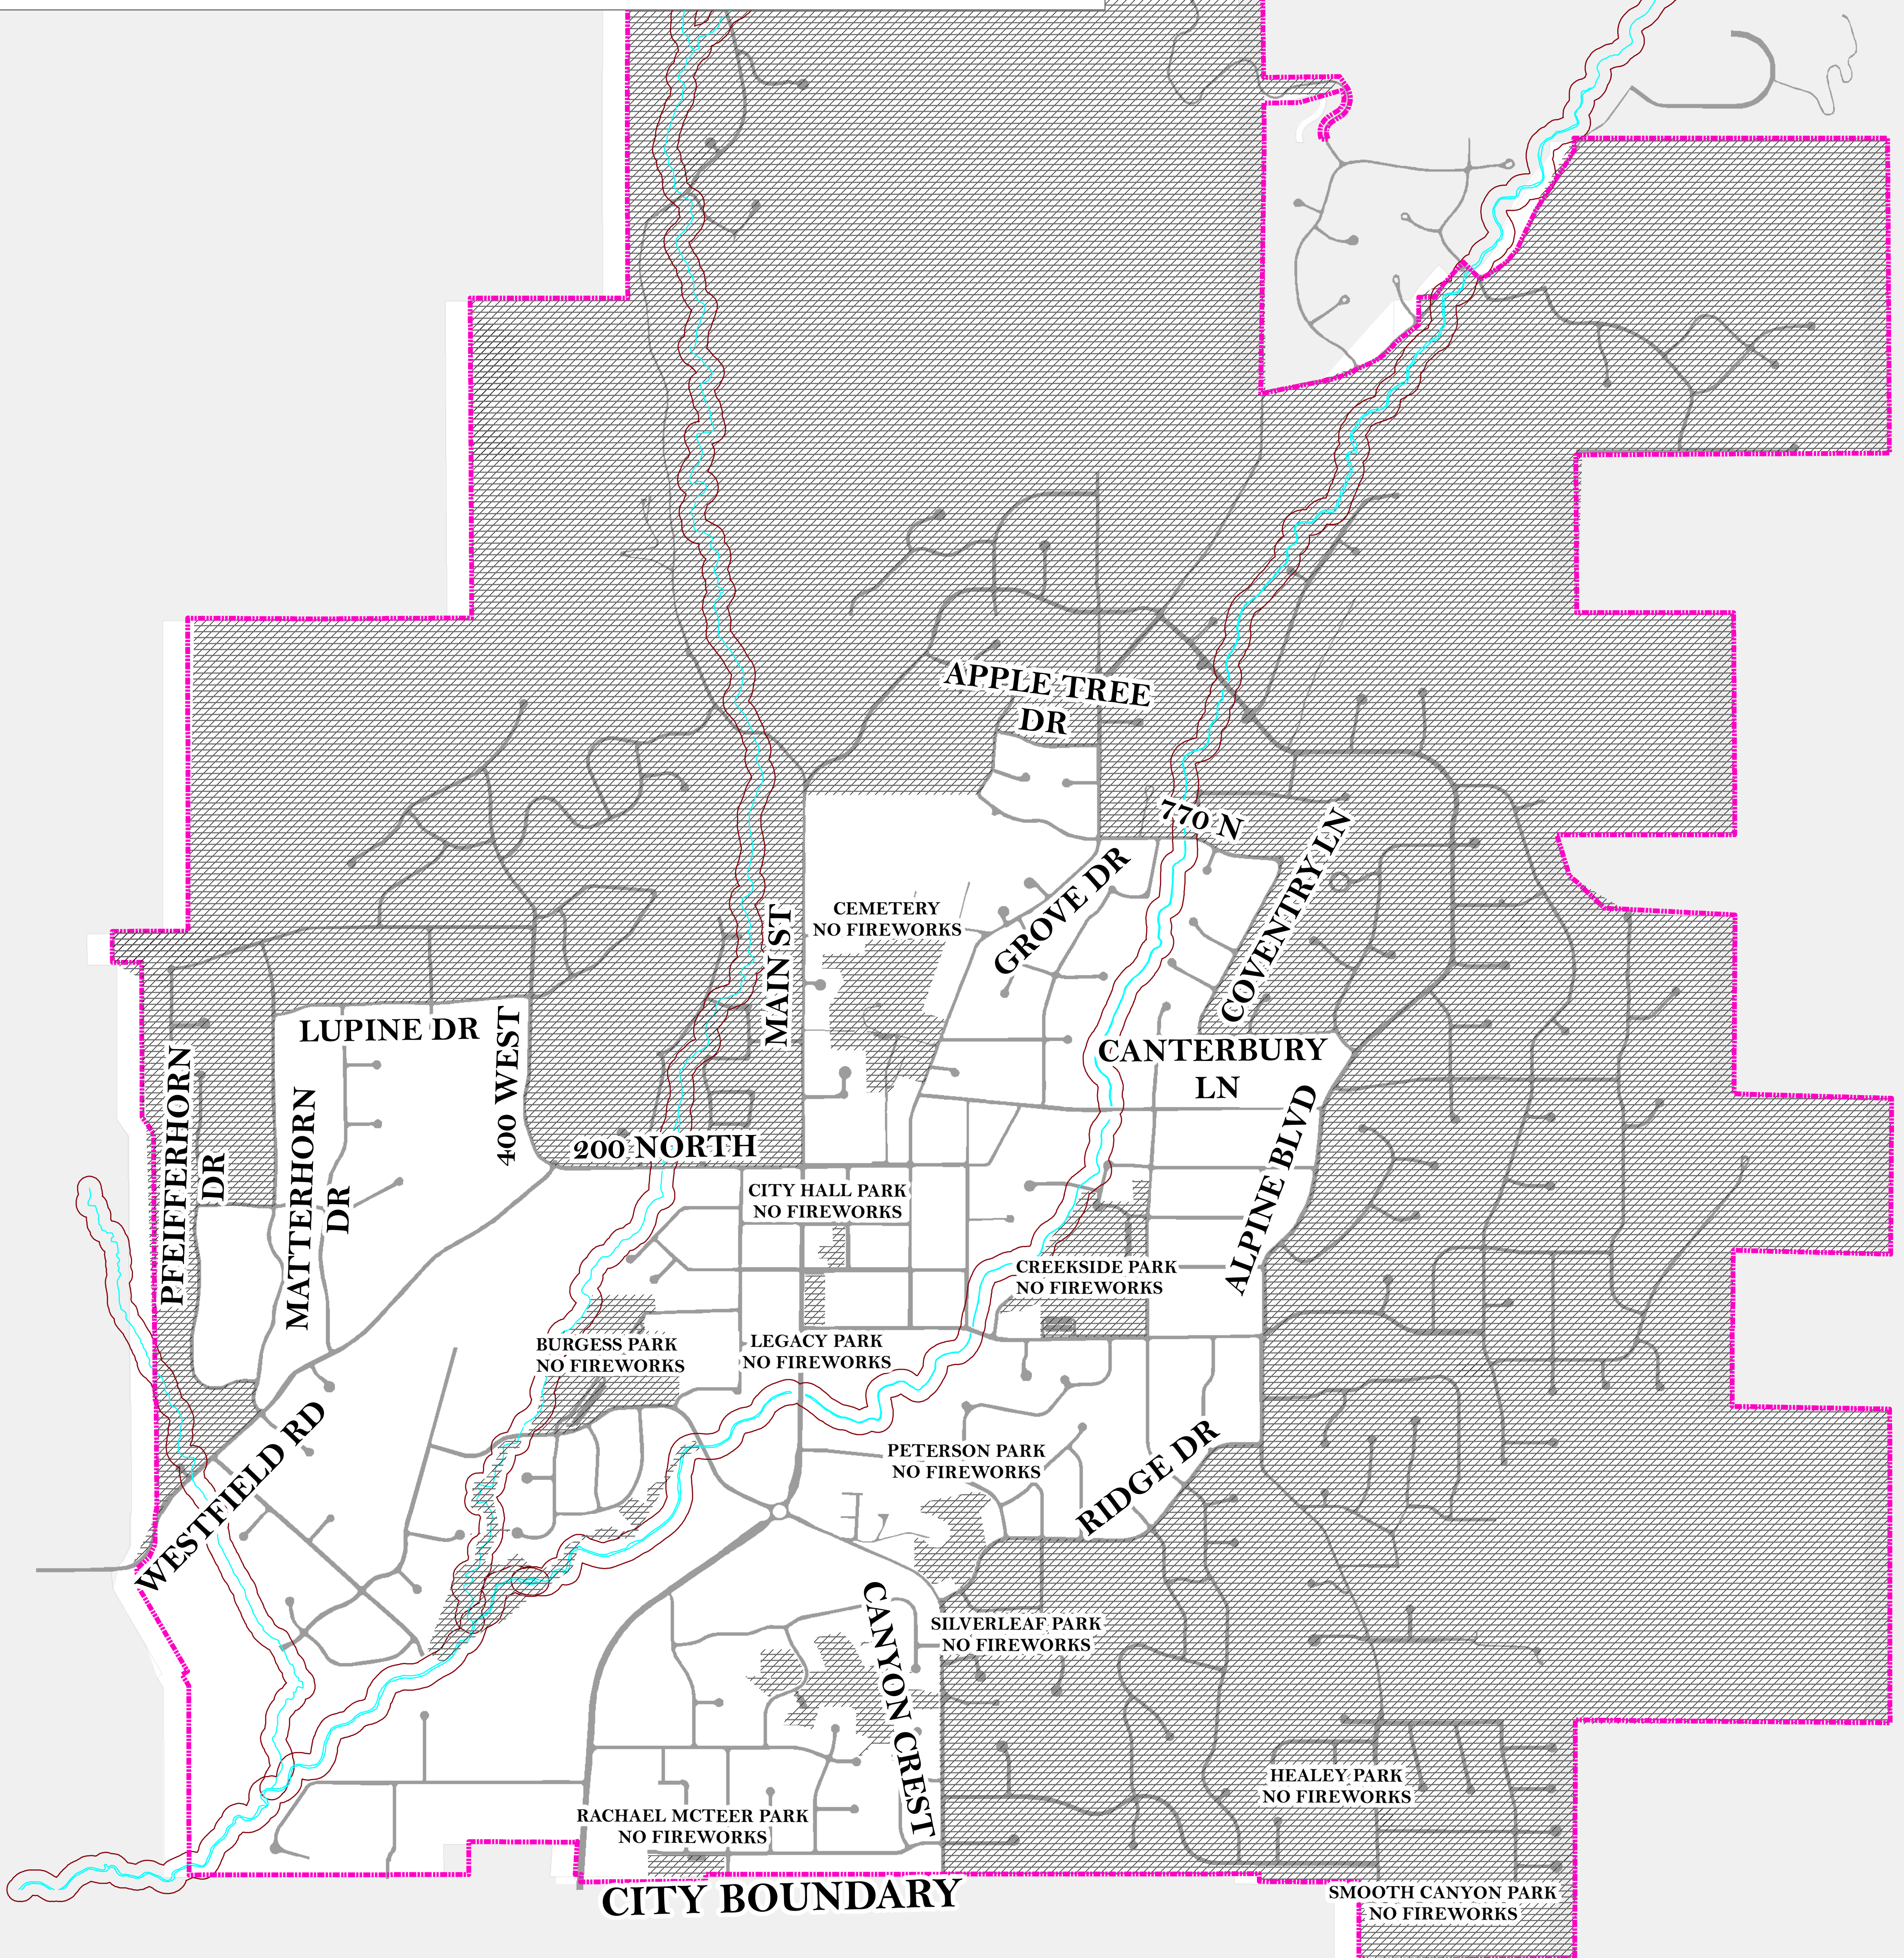 APPLE TREE
DR
770 N
COVENTRY LN
GROVE DR
CEMETERY
NO FIREWORKS
MAIN ST
LUPINE DR
400 WEST
CANTERBURY
LN
PFEIFFERHORN
DR
MATTERHORN
DR
200 NORTH
ALPINE BLVD
CITY HALL PARK
NO FIREWORKS
CREEKSIDE PARK
NO FIREWORKS
BURGESS PARK
NO FIREWORKS
LEGACY PARK
NO FIREWORKS
WESTFIELD RD
PETERSON PARK
NO FIREWORKS
RIDGE DR
CANYON CREST
SILVERLEAF PARK
NO FIREWORKS
HEALEY PARK
NO FIREWORKS
RACHAEL MCTEER PARK
NO FIREWORKS
CITY BOUNDARY
SMOOTH CANYON PARK
NO FIREWORKS